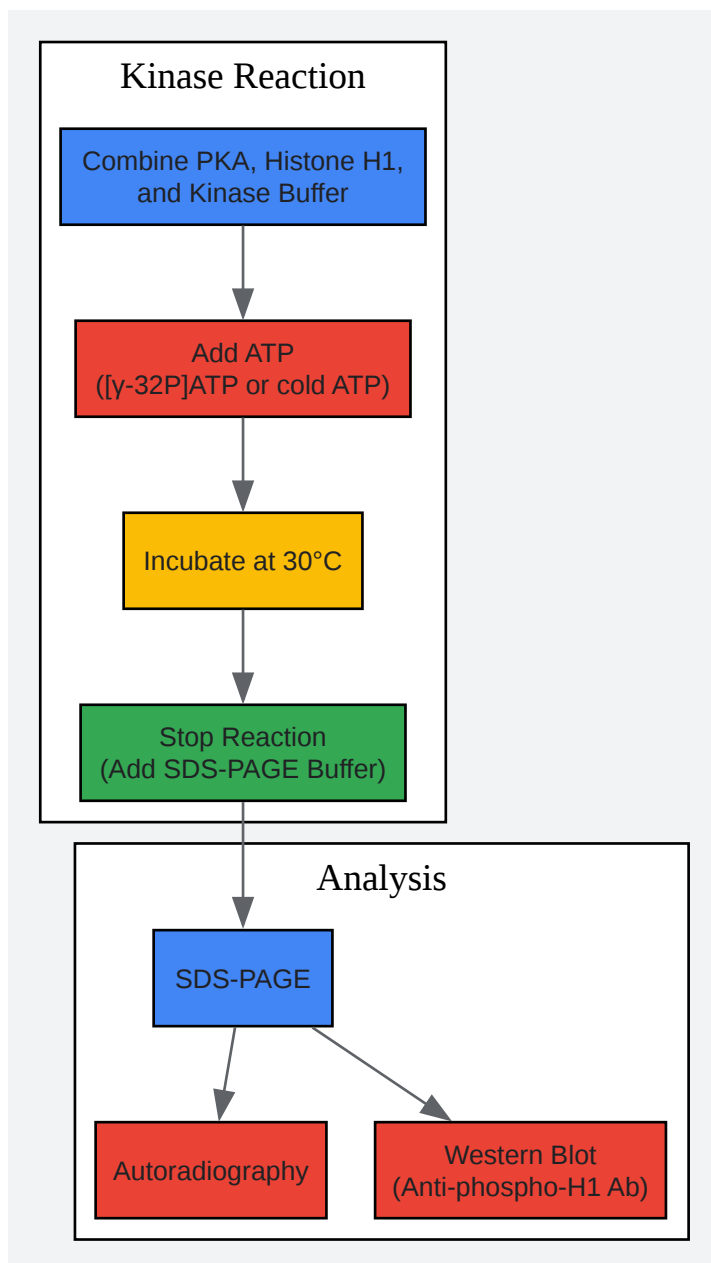 Kinase Reaction
Combine PKA, Histone H1,
and Kinase Buffer
Add ATP
([γ-32P]ATP or cold ATP)
Incubate at 30°C
Stop Reaction
(Add SDS-PAGE Buffer)
Analysis
SDS-PAGE
Autoradiography
Western Blot
(Anti-phospho-H1 Ab)